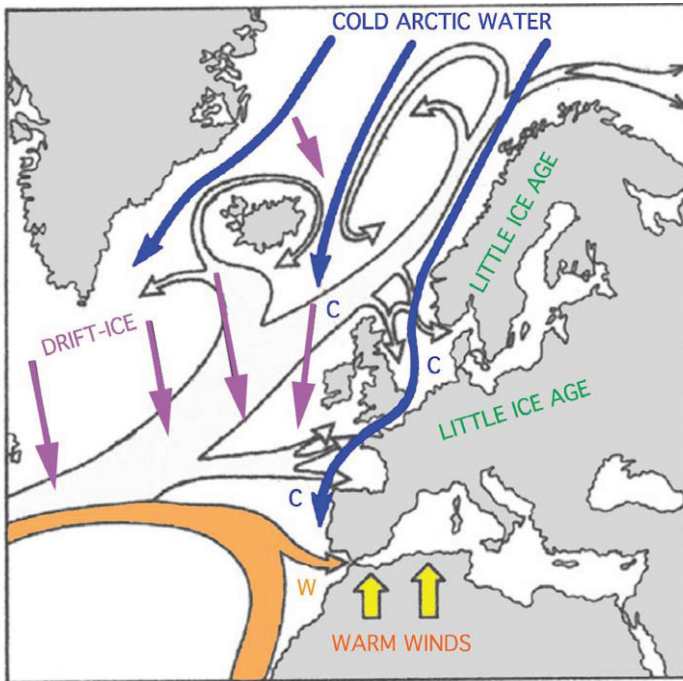 COLD ARCTIC WATER
LITTLE ICE AGE
DRIFT-ICE
C
C
LITTLE ICE AGE
C
W
WARM WINDS